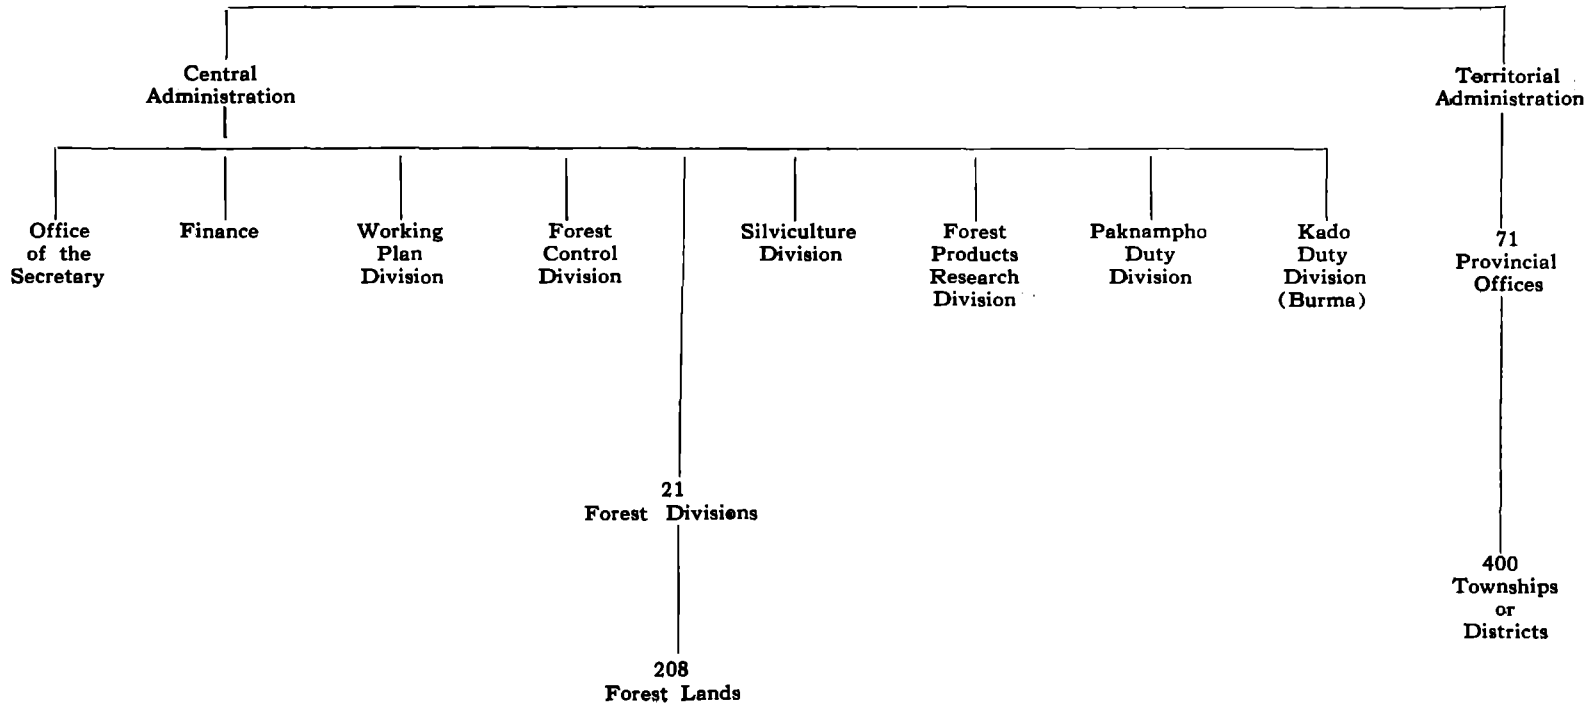 Central
Administration
Territorial
Administration
Office
of the
Secretary
Finance
Working
Plan
Division
Forest
Control
Division
Silviculture
Division
Forest
Products
Research
Division
Paknampho
Duty
Division
Kado
Duty
Division
(Burma)
71
Provincial
Offices
21
Forest Divisions
400
Townships
or
Districts
208
Forest Lands